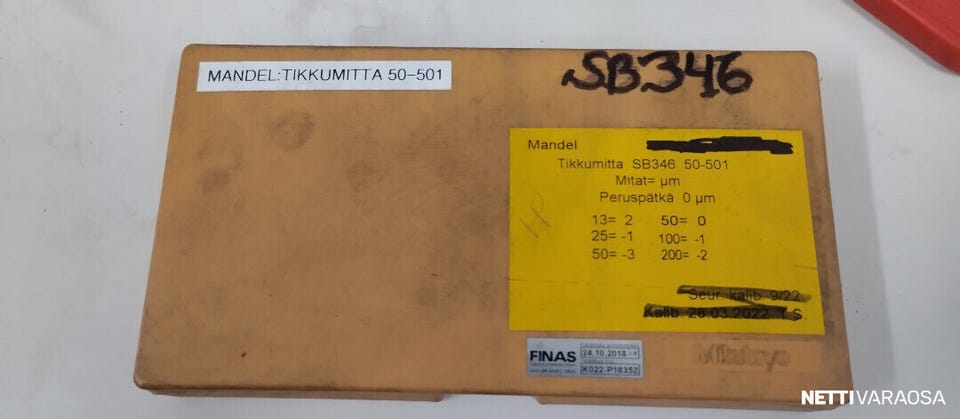 MANDEL:TIKKUMITTA 50-501
SB346
Mandel
Tikkumitta SB346 50-501
Mitat= µm
Peruspätkä 0 µm
13= 2 50= 0
25= -1 100= -1
50= -3 200= -2
Seur. kalib. 9/22
Kalib. 28.03.2022 T.S.
FINAS
24.10.2018
K022-P18352
Mitutoyo
NETTIVARAOSA